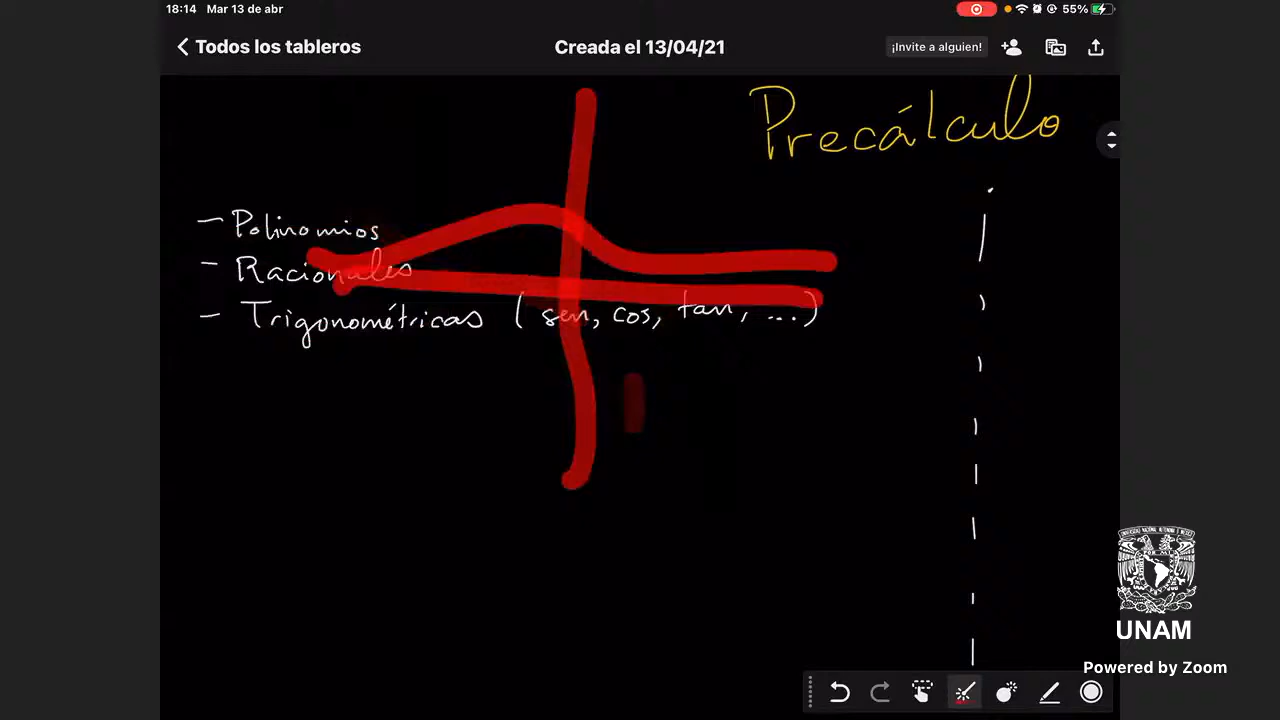 18:14 Mar 13 de abr 55%
Todos los tableros
Creada el 13/04/21
¡Invite a alguien!
Precálculo
- Polinomios
- Racionales
- Trigonométricas (sen, cos, tan, ...)
UNAM
Powered by Zoom